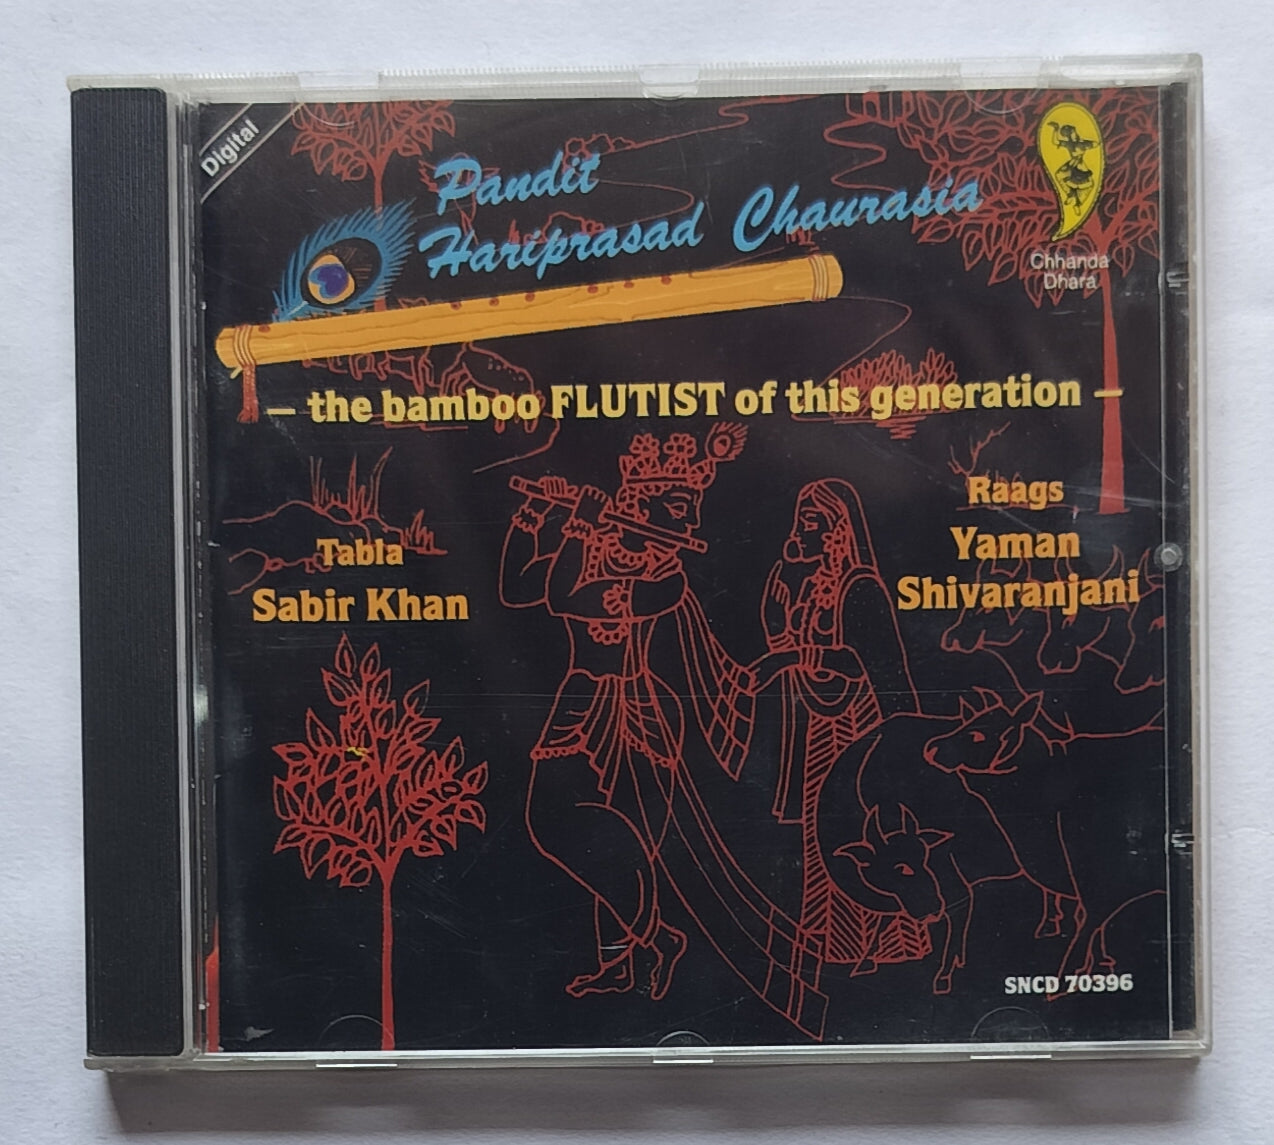 Digital
Pandit
Hariprasad Chaurasia
Chhanda
Dhara
– the bamboo FLUTIST of this generation –
Tabla
Sabir Khan
Raags
Yaman
Shivaranjani
SNCD 70396